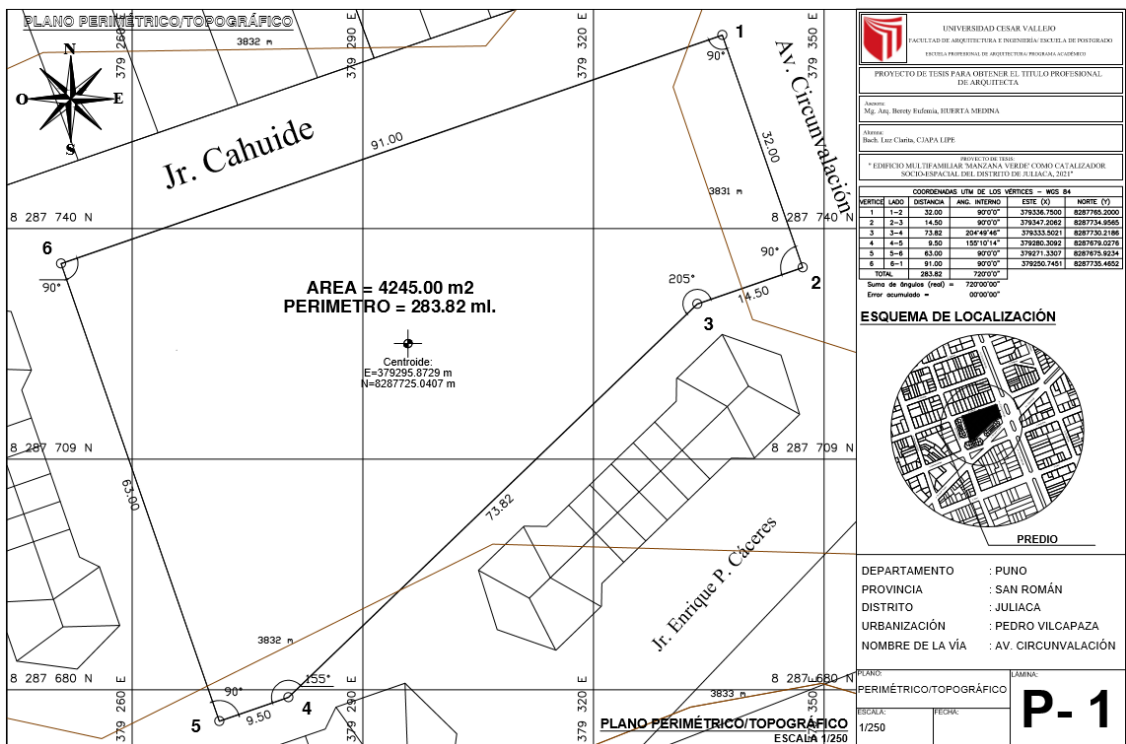 PLANO PERIMÉTRICO/TOPOGRÁFICO
379 260 E
379 290 E
379 320 E
379 350 E
3832 m
N
O
E
S
Jr. Cahuide
91.00
1
90°
Av. Circunvalación
32.00
3831 m
8 287 740 N
8 287 740 N
6
90°
90°
2
205°
14.50
3
AREA = 4245.00 m2
PERIMETRO = 283.82 ml.
Centroide:
E=379295.8729 m
N=8287725.0407 m
8 287 709 N
8 287 709 N
63.00
73.82
Jr. Enrique P. Cáceres
3832 m
155°
90°
4
9.50
5
8 287 680 N
8 287 680 N
3833 m
379 260 E
379 290 E
379 320 E
379 350 E
PLANO PERIMÉTRICO/TOPOGRÁFICO
ESCALA 1/250
UNIVERSIDAD CESAR VALLEJO
FACULTAD DE ARQUITECTURA E INGENIERÍA/ ESCUELA DE POSTGRADO
ESCUELA PROFESIONAL DE ARQUITECTURA/ PROGRAMA ACADÉMICO
PROYECTO DE TESIS PARA OBTENER EL TITULO PROFESIONAL
DE ARQUITECTA
Asesora:
Mg. Arq. Berety Eufemia, HUERTA MEDINA
Alumna:
Bach. Luz Clarita, CJAPA LIPE
PROYECTO DE TESIS:
" EDIFICIO MULTIFAMILIAR 'MANZANA VERDE' COMO CATALIZADOR
SOCIO-ESPACIAL DEL DISTRITO DE JULIACA, 2021"
COORDENADAS UTM DE LOS VÉRTICES - WGS 84
VERTICE LADO DISTANCIA ANG. INTERNO ESTE (X) NORTE (Y)
1 1-2 32.00 90°0'0" 379336.7500 8287765.2000
2 2-3 14.50 90°0'0" 379347.2062 8287734.9565
3 3-4 73.82 204°49'46" 379333.5021 8287730.2186
4 4-5 9.50 155°10'14" 379280.3092 8287679.0276
5 5-6 63.00 90°0'0" 379271.3307 8287675.9234
6 6-1 91.00 90°0'0" 379250.7451 8287735.4652
TOTAL 283.82 720°0'0"
Suma de ángulos (real) = 720°00'00"
Error acumulado = 00°00'00"
ESQUEMA DE LOCALIZACIÓN
PREDIO
DEPARTAMENTO : PUNO
PROVINCIA : SAN ROMÁN
DISTRITO : JULIACA
URBANIZACIÓN : PEDRO VILCAPAZA
NOMBRE DE LA VÍA : AV. CIRCUNVALACIÓN
PLANO:
PERIMÉTRICO/TOPOGRÁFICO
LÁMINA:
P- 1
ESCALA:
1/250
FECHA: